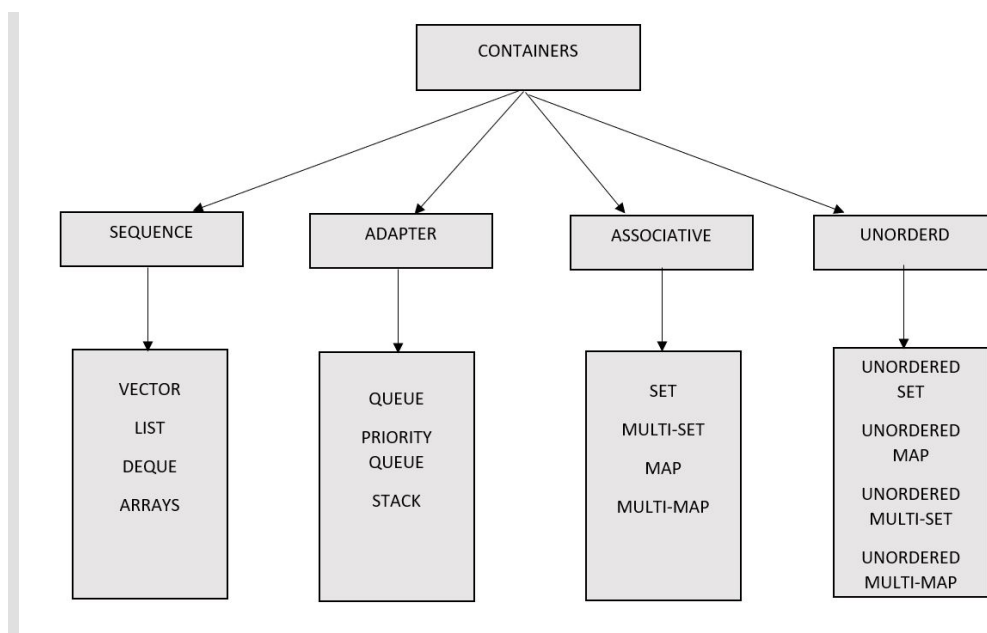 CONTAINERS
SEQUENCE
ADAPTER
ASSOCIATIVE
UNORDERD
VECTOR
LIST
DEQUE
ARRAYS
QUEUE
PRIORITY
QUEUE
STACK
SET
MULTI-SET
MAP
MULTI-MAP
UNORDERED
SET
UNORDERED
MAP
UNORDERED
MULTI-SET
UNORDERED
MULTI-MAP